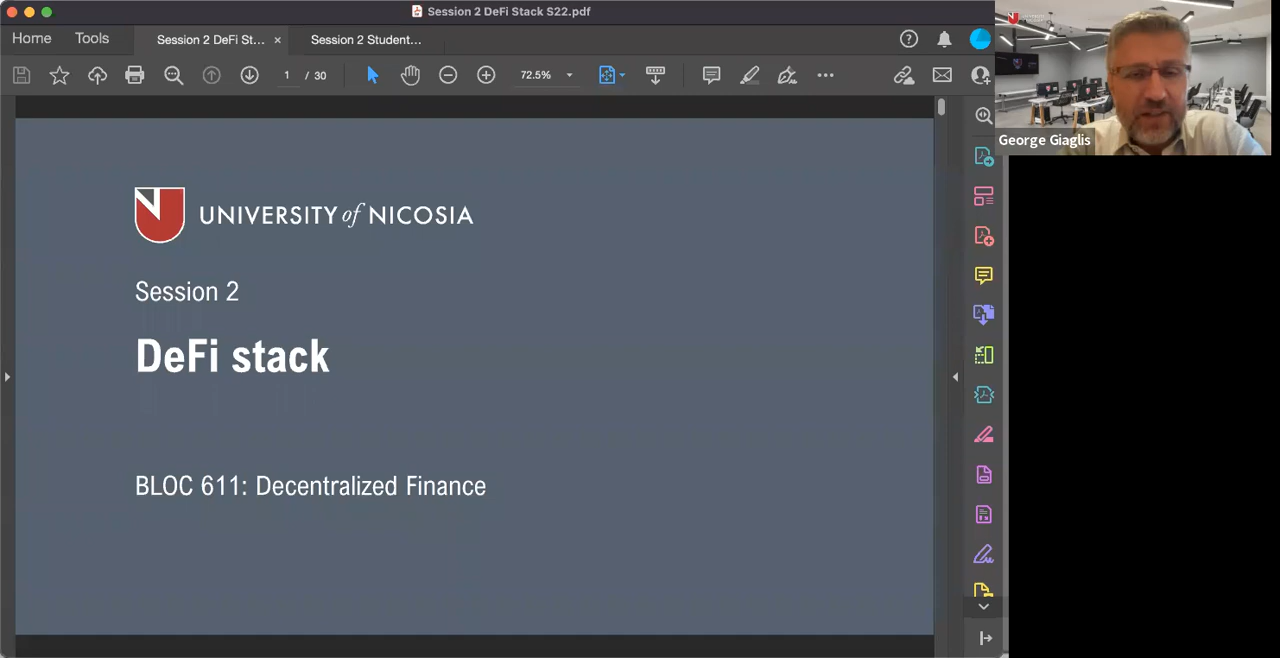 Session 2 DeFi Stack S22.pdf
Home
Tools
Session 2 DeFi St...
Session 2 Student...
1 / 30
72.5%
George Giaglis
UNIVERSITY of NICOSIA
Session 2
DeFi stack
BLOC 611: Decentralized Finance